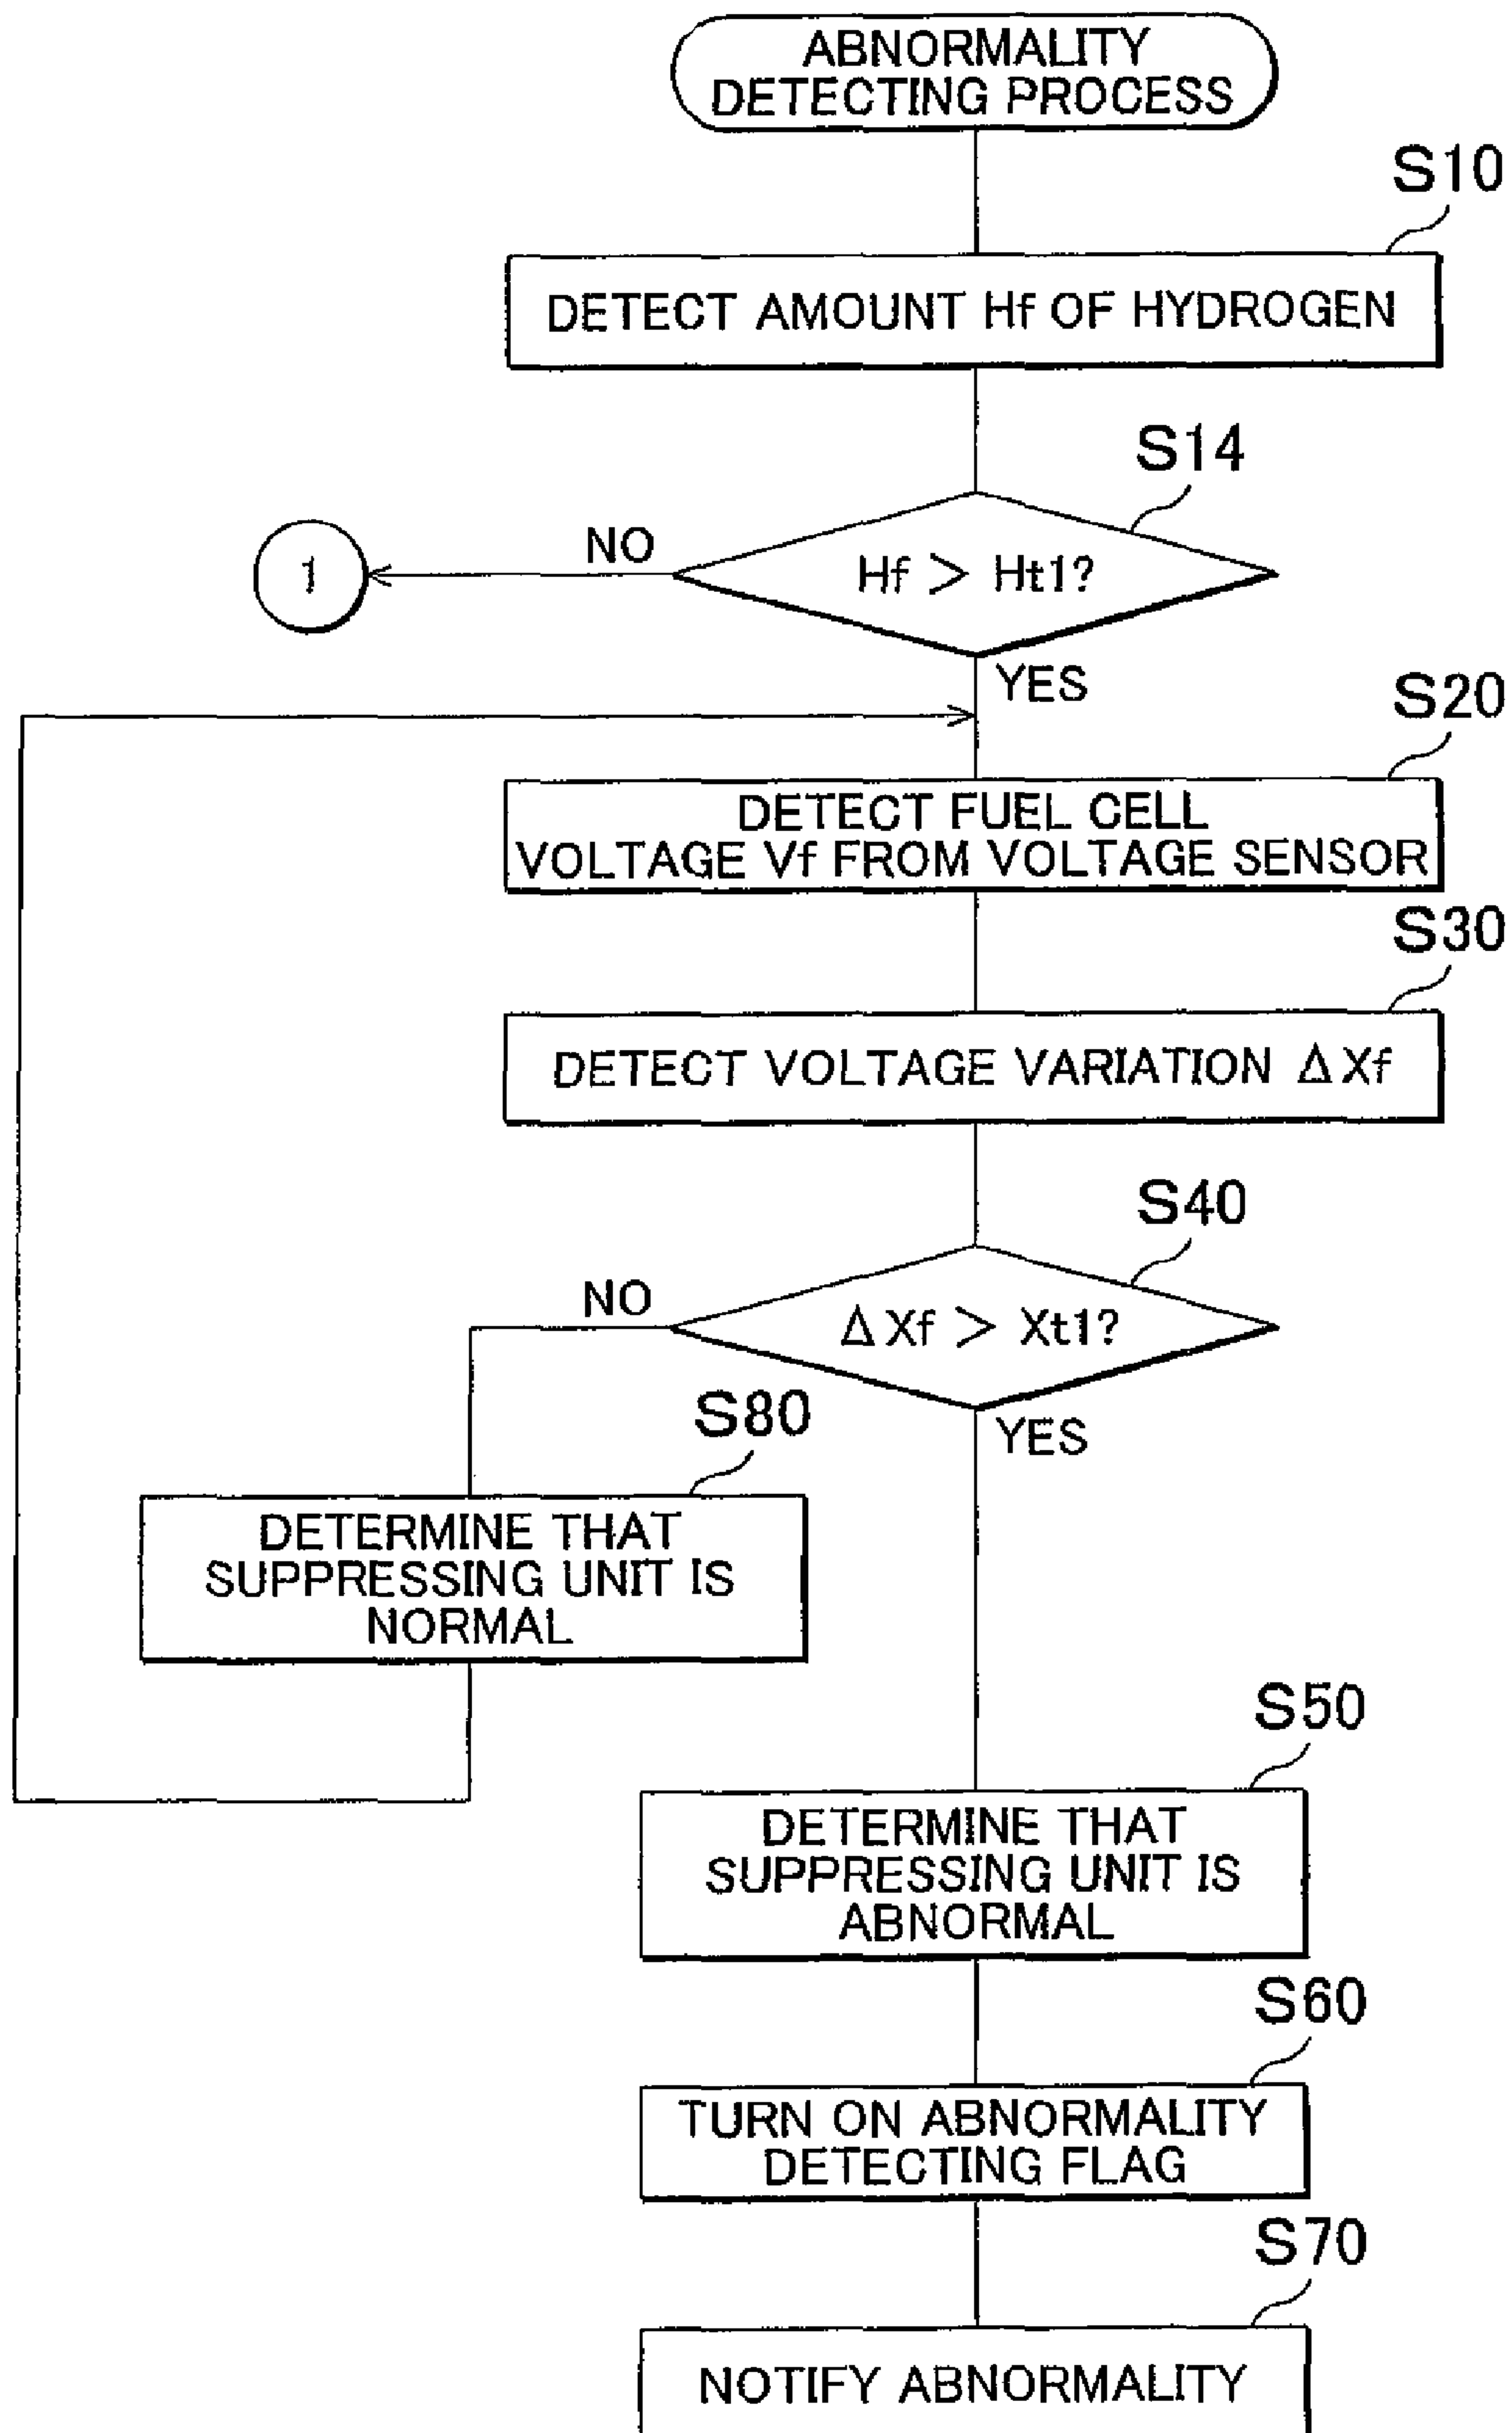 ABNORMALITY
DETECTING PROCESS
S10
DETECT AMOUNT Hf OF HYDROGEN
S14
NO
1
Hf > Ht1?
YES
S20
DETECT FUEL CELL
VOLTAGE Vf FROM VOLTAGE SENSOR
S30
DETECT VOLTAGE VARIATION Δ Xf
S40
NO
Δ Xf > Xt1?
YES
S80
DETERMINE THAT
SUPPRESSING UNIT IS
NORMAL
S50
DETERMINE THAT
SUPPRESSING UNIT IS
ABNORMAL
S60
TURN ON ABNORMALITY
DETECTING FLAG
S70
NOTIFY ABNORMALITY